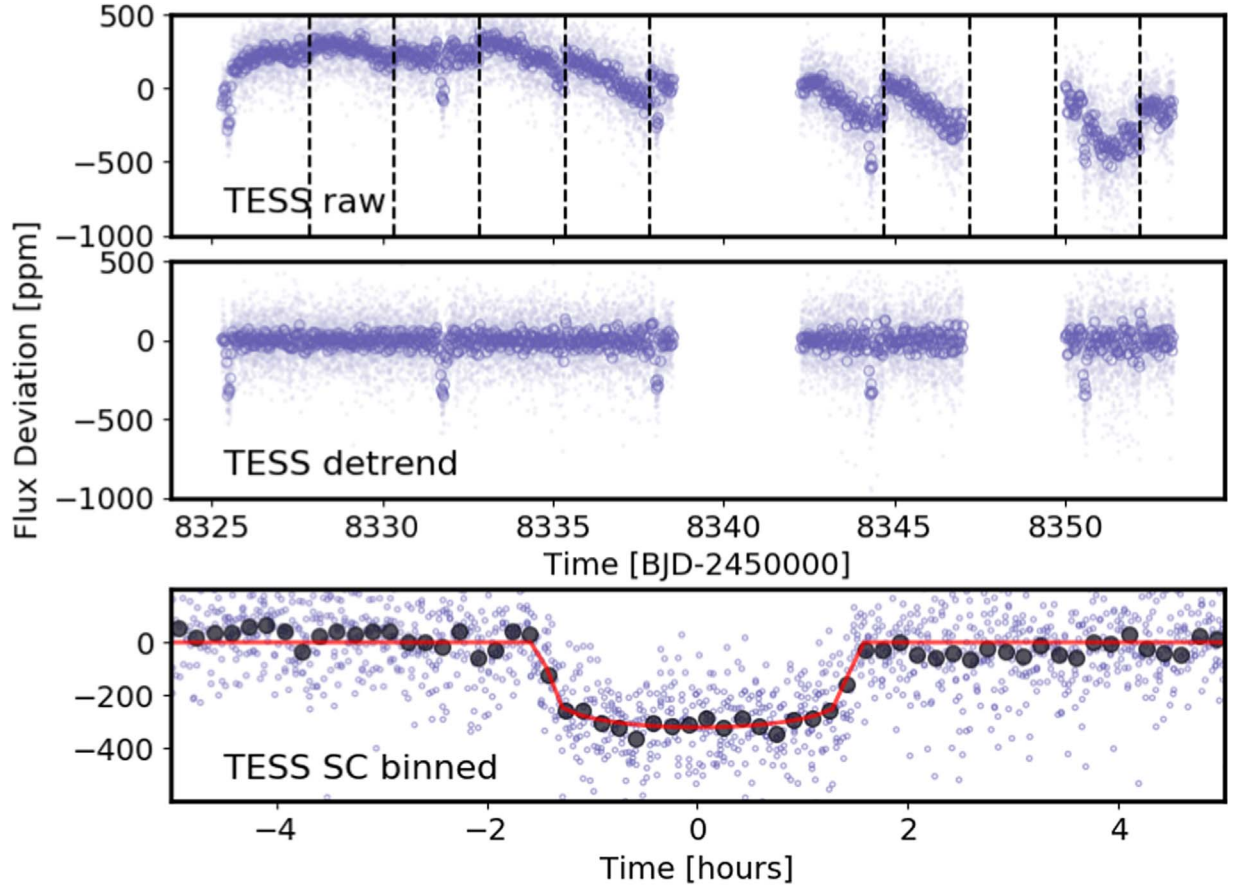 500
0
−500
−1000
TESS raw
500
0
−500
−1000
TESS detrend
Flux Deviation [ppm]
8325 8330 8335 8340 8345 8350
Time [BJD-2450000]
0
−200
−400
TESS SC binned
−4 −2 0 2 4
Time [hours]